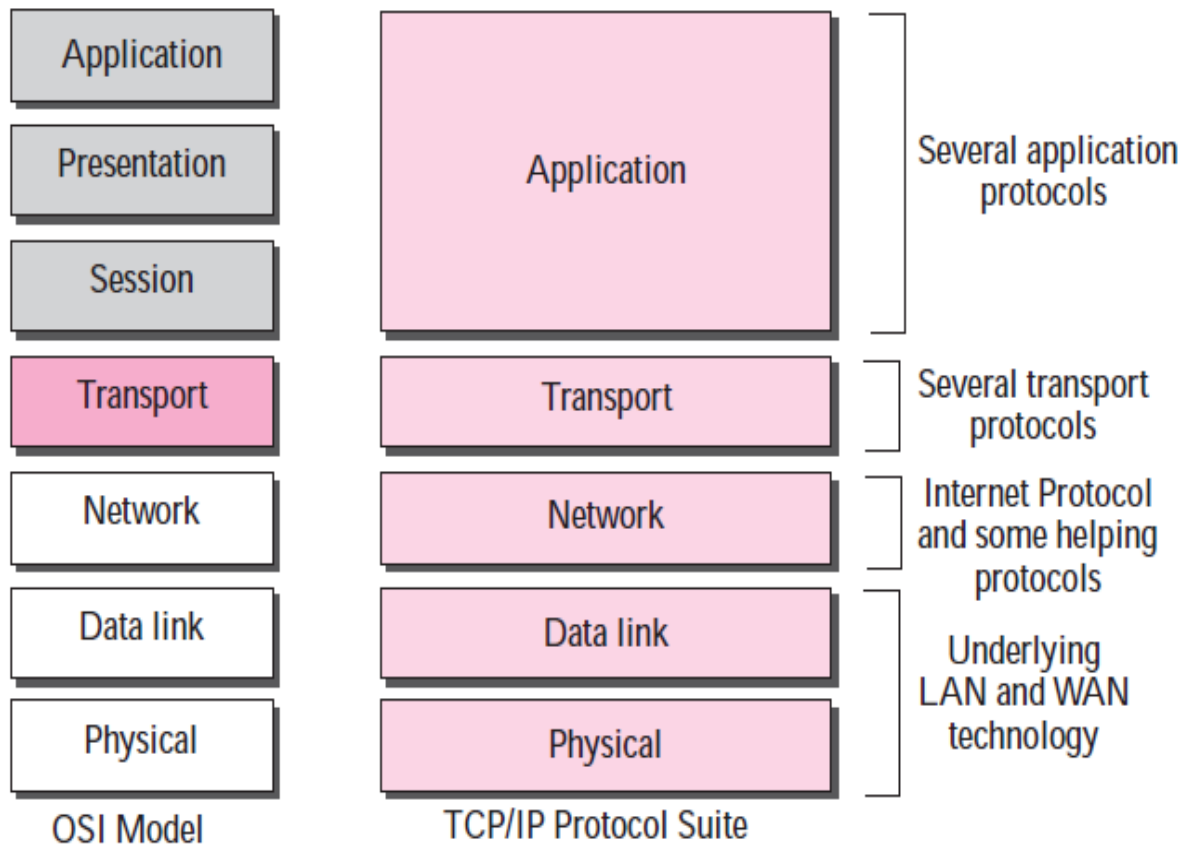 Application
Presentation
Session
Transport
Network
Data link
Physical
OSI Model
Application
Transport
Network
Data link
Physical
TCP/IP Protocol Suite
Several application
protocols
Several transport
protocols
Internet Protocol
and some helping
protocols
Underlying
LAN and WAN
technology